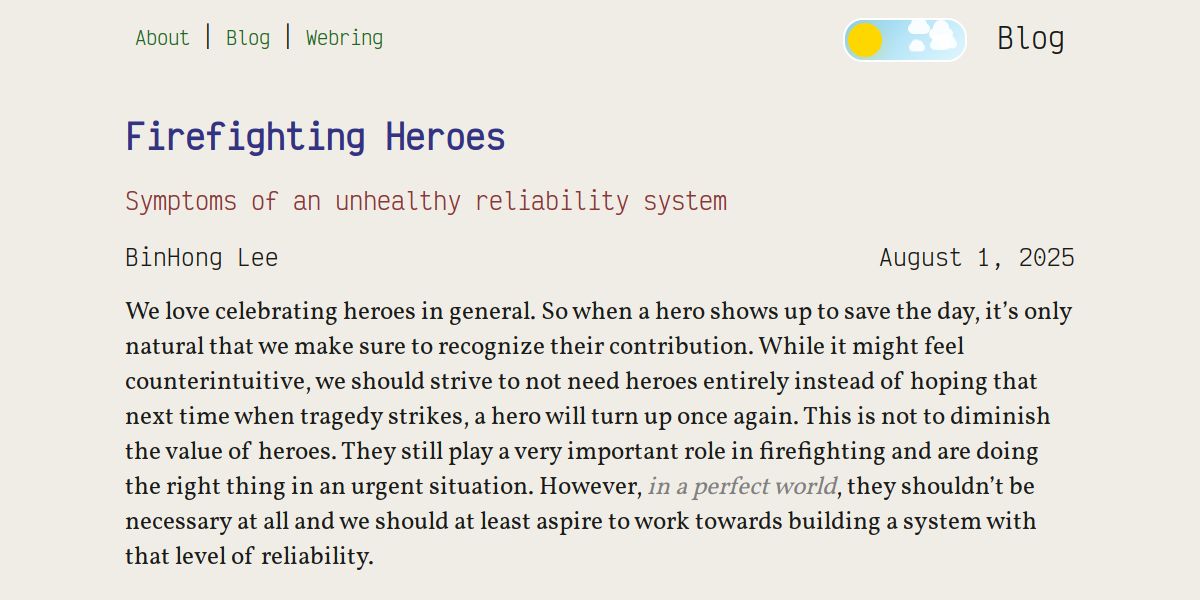 About | Blog | Webring
Blog
Firefighting Heroes
Symptoms of an unhealthy reliability system
BinHong Lee August 1, 2025
We love celebrating heroes in general. So when a hero shows up to save the day, it’s only
natural that we make sure to recognize their contribution. While it might feel
counterintuitive, we should strive to not need heroes entirely instead of hoping that
next time when tragedy strikes, a hero will turn up once again. This is not to diminish
the value of heroes. They still play a very important role in firefighting and are doing
the right thing in an urgent situation. However, in a perfect world, they shouldn’t be
necessary at all and we should at least aspire to work towards building a system with
that level of reliability.